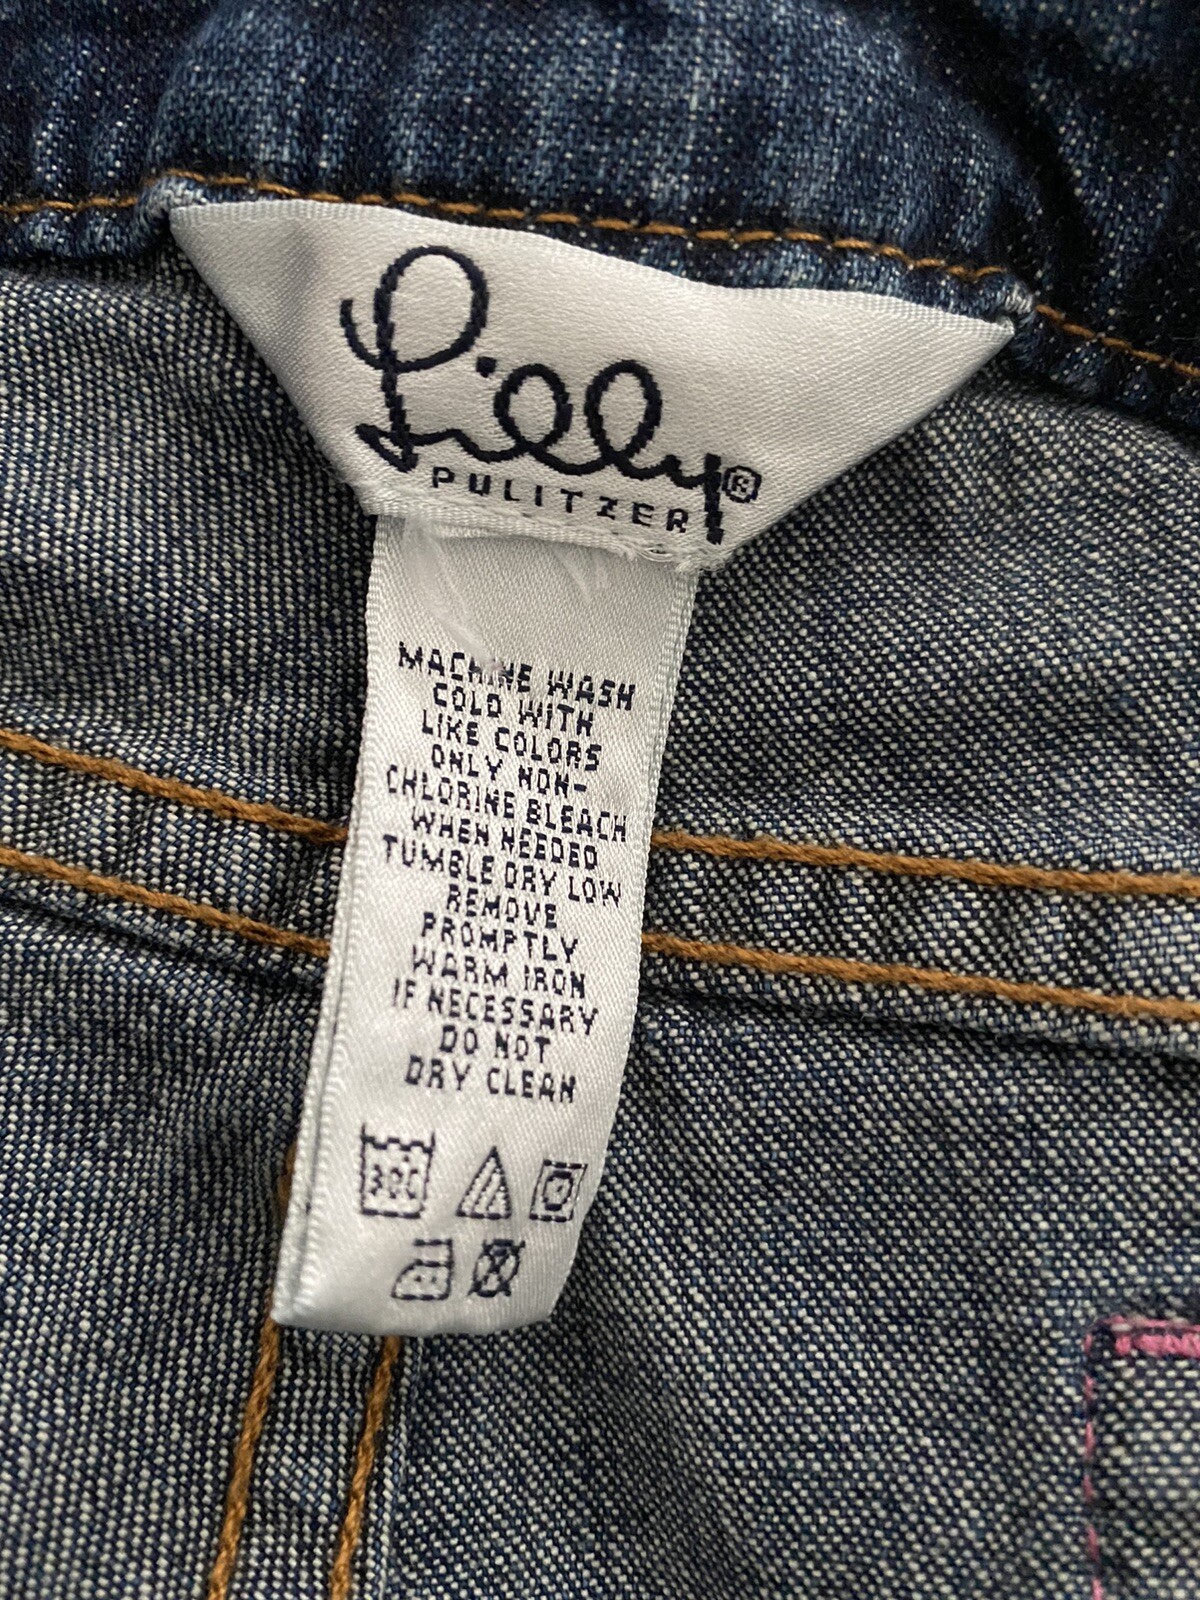 Lilly®
PULITZER
MACHINE WASH
COLD WITH
LIKE COLORS
ONLY NON-
CHLORINE BLEACH
WHEN NEEDED
TUMBLE DRY LOW
REMOVE
PROMPTLY
WARM IRON
IF NECESSARY
DO NOT
DRY CLEAN
30C